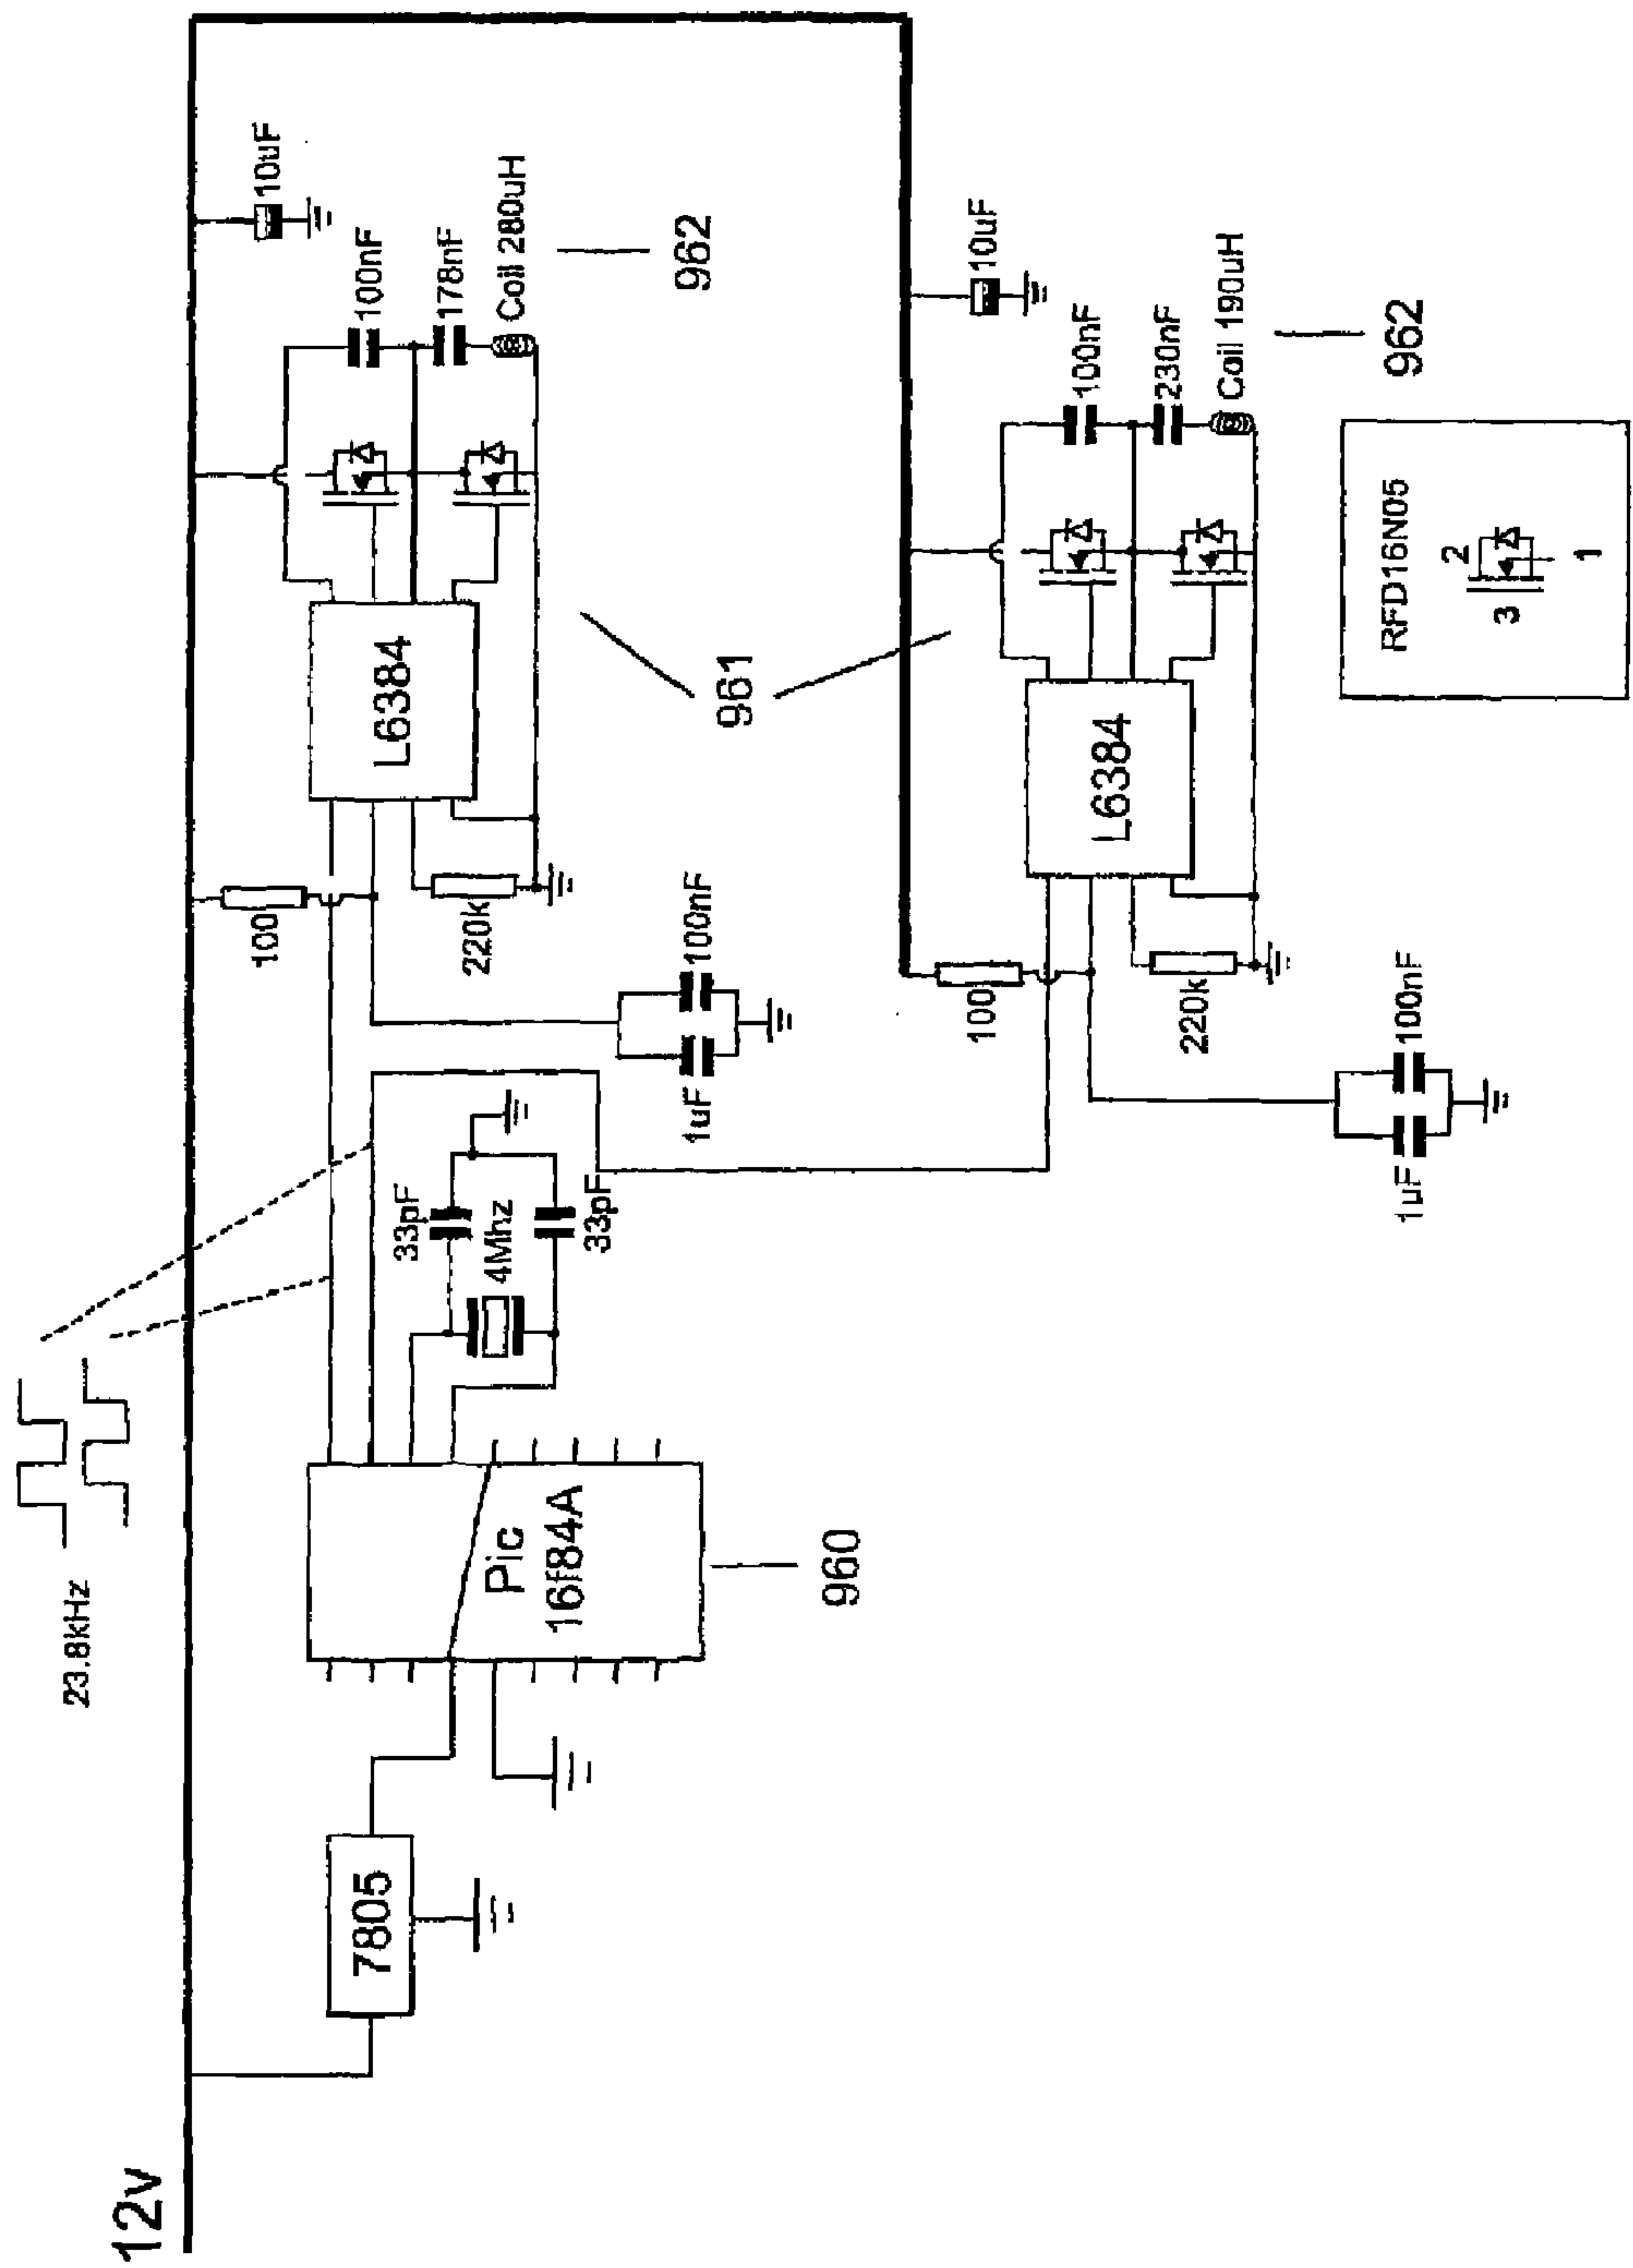 12v
23.8kHz
7805
Pic
16f84A
960
33pF
4Mhz
33pF
100
220k
L6384
1uF
100nF
10uF
100nF
178nF
Coil 280uH
962
961
100
220k
L6384
1uF
100nF
10uF
100nF
230nF
Coil 190uH
962
RFD16N05
2
3
1